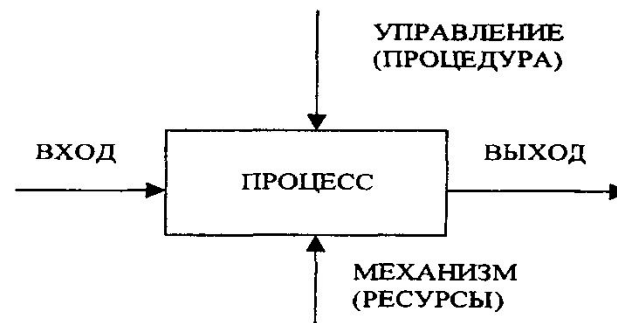 УПРАВЛЕНИЕ
(ПРОЦЕДУРА)
ВХОД
ПРОЦЕСС
ВЫХОД
МЕХАНИЗМ
(РЕСУРСЫ)